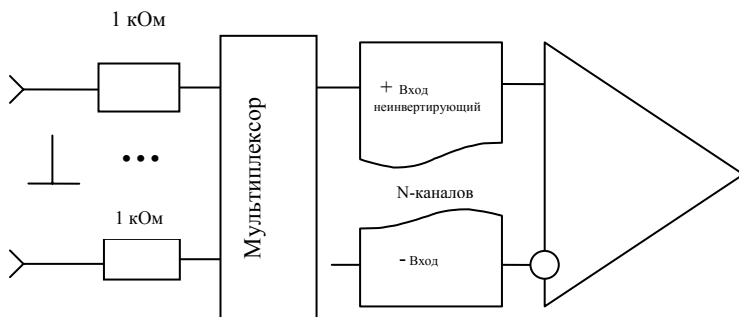 1 кОм
+ Вход
неинвертирующий
•••
N-каналов
1 кОм
Мультиплексор
- Вход